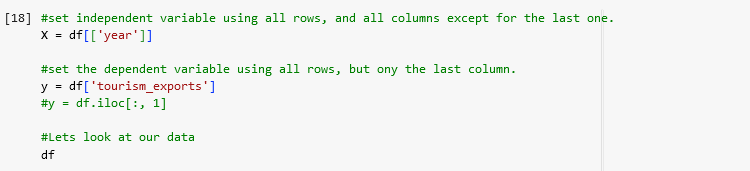 [18] #set independent variable using all rows, and all columns except for the last one.
X = df[['year']]
#set the dependent variable using all rows, but ony the last column.
y = df['tourism_exports']
#y = df.iloc[:, 1]
#Lets look at our data
df